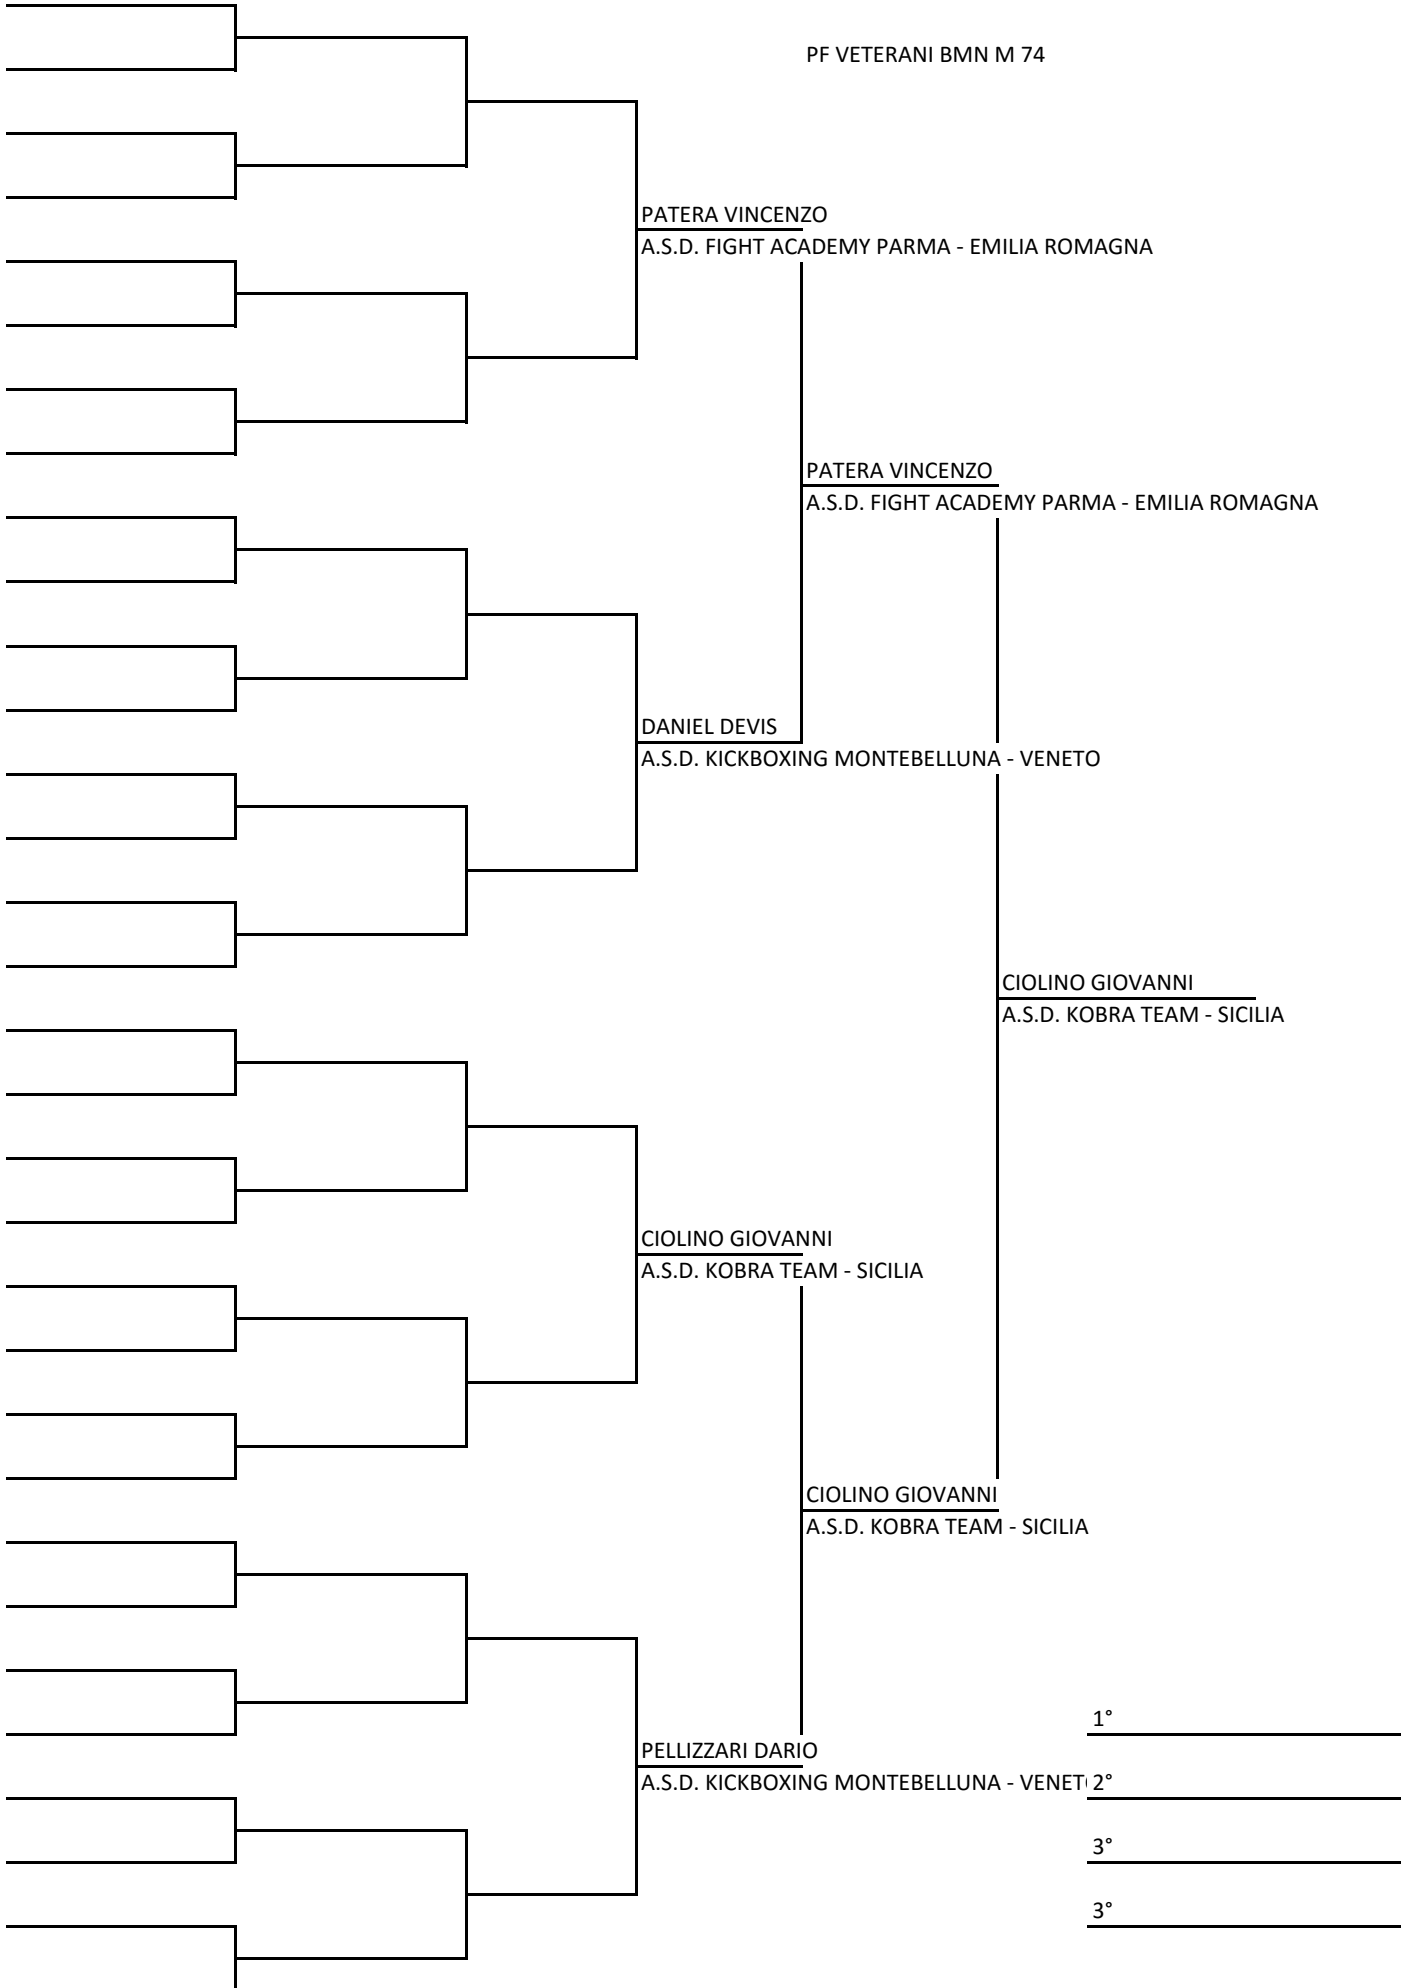 PF VETERANI BMN M 74
PATERA VINCENZO
A.S.D. FIGHT ACADEMY PARMA - EMILIA ROMAGNA
PATERA VINCENZO
A.S.D. FIGHT ACADEMY PARMA - EMILIA ROMAGNA
DANIEL DEVIS
A.S.D. KICKBOXING MONTEBELLUNA - VENETO
CIOLINO GIOVANNI
A.S.D. KOBRA TEAM - SICILIA
CIOLINO GIOVANNI
A.S.D. KOBRA TEAM - SICILIA
CIOLINO GIOVANNI
A.S.D. KOBRA TEAM - SICILIA
1°
PELLIZZARI DARIO
A.S.D. KICKBOXING MONTEBELLUNA - VENET
2°
3°
3°